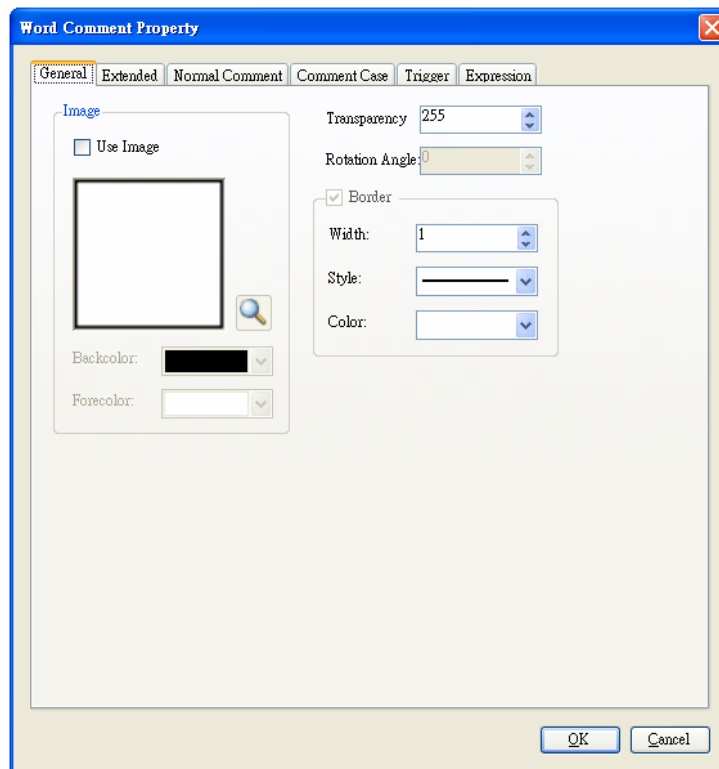 Word Comment Property
General Extended Normal Comment Comment Case Trigger Expression
Image
Use Image
Backcolor:
Forecolor:
Transparency 255
Rotation Angle: 0
Border
Width: 1
Style:
Color:
OK Cancel